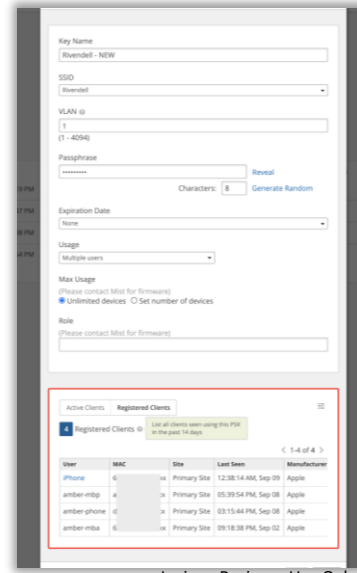 Key Name
Rivendell - NEW
SSID
Rivendell
VLAN
1
(1 - 4094)
Passphrase
Reveal
Characters: 8 Generate Random
Expiration Date
None
Usage
Multiple users
Max Usage
(Please contact Mist for firmware)
Unlimited devices Set number of devices
Role
(Please contact Mist for firmware)
Active Clients Registered Clients
4 Registered Clients
List all clients seen using this PSK
in the past 14 days
< 1-4 of 4 >
User MAC Site Last Seen Manufacturer
iPhone 6 Primary Site 12:38:14 AM, Sep 09 Apple
amber-mbp a Primary Site 05:39:54 PM, Sep 08 Apple
amber-phone d Primary Site 03:15:44 PM, Sep 08 Apple
amber-mba 6 Primary Site 09:18:38 PM, Sep 02 Apple